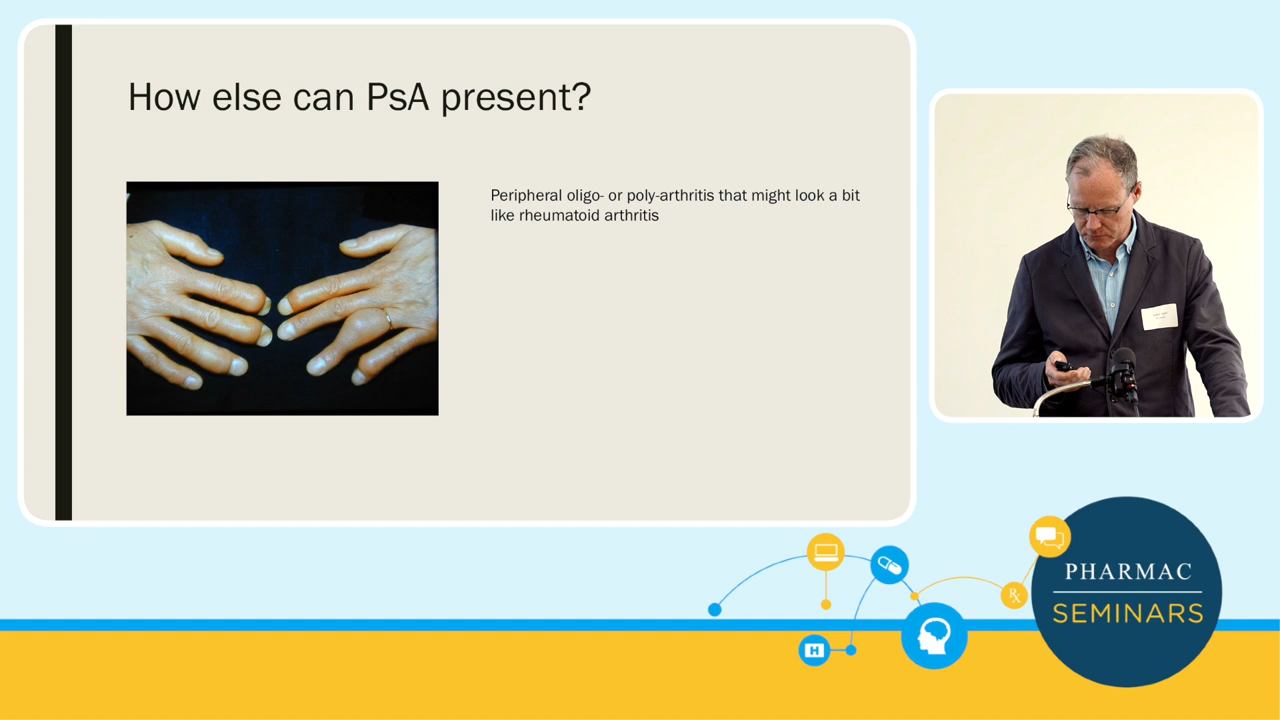 How else can PsA present?
Peripheral oligo- or poly-arthritis that might look a bit
like rheumatoid arthritis
H
Rx
PHARMAC
SEMINARS